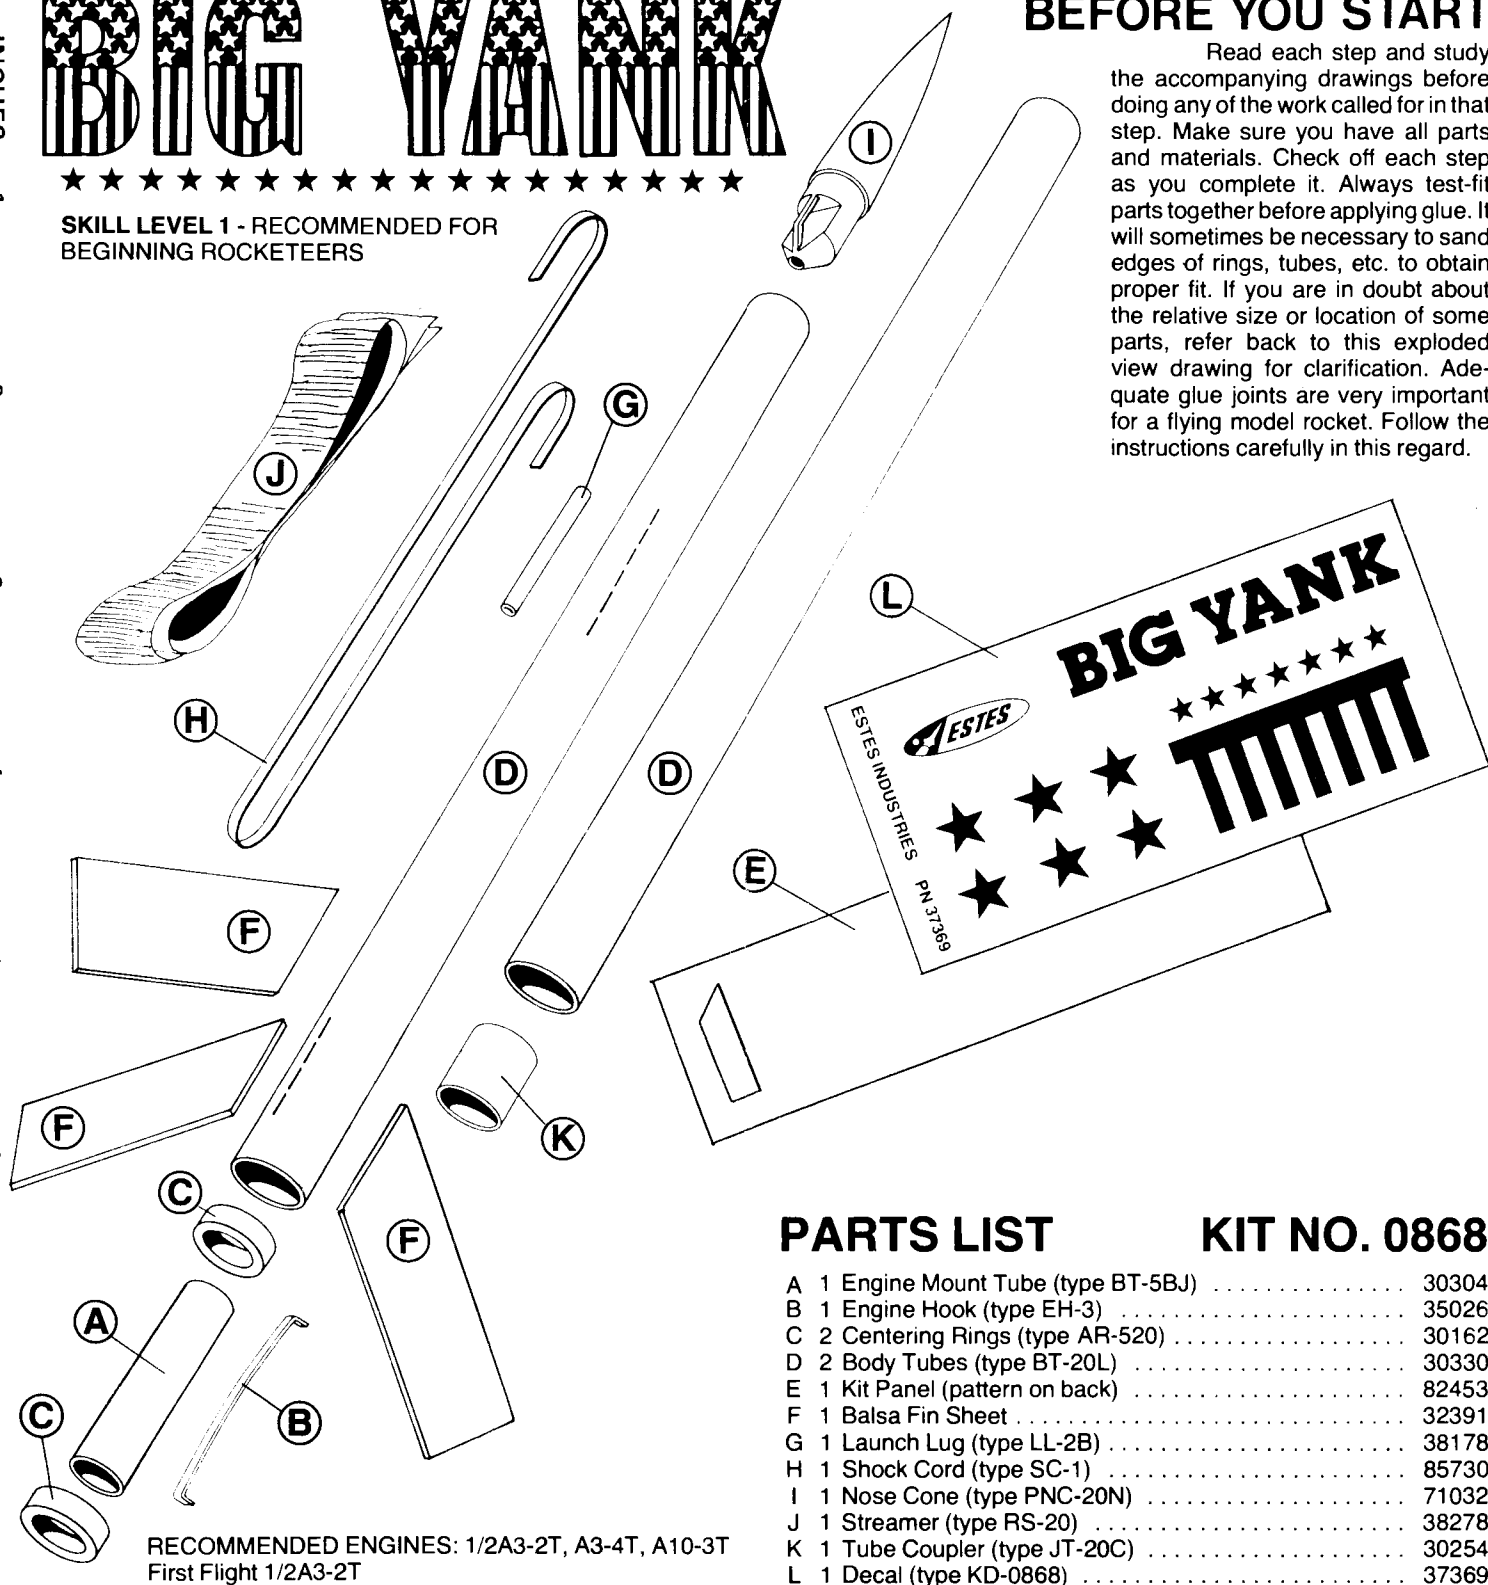 BIG YANK
SKILL LEVEL 1 - RECOMMENDED FOR
BEGINNING ROCKETEERS
BEFORE YOU START
Read each step and study
the accompanying drawings before
doing any of the work called for in that
step. Make sure you have all parts
and materials. Check off each step
as you complete it. Always test-fit
parts together before applying glue. It
will sometimes be necessary to sand
edges of rings, tubes, etc. to obtain
proper fit. If you are in doubt about
the relative size or location of some
parts, refer back to this exploded
view drawing for clarification. Ade-
quate glue joints are very important
for a flying model rocket. Follow the
instructions carefully in this regard.
I
G
J
L
H
D
D
E
F
F
K
C
F
A
C
B
BIG YANK
ESTES
ESTES INDUSTRIES PN 37369
PARTS LIST KIT NO. 0868
A 1 Engine Mount Tube (type BT-5BJ) ............... 30304
B 1 Engine Hook (type EH-3) ...................... 35026
C 2 Centering Rings (type AR-520) .................. 30162
D 2 Body Tubes (type BT-20L) ..................... 30330
E 1 Kit Panel (pattern on back) ..................... 82453
F 1 Balsa Fin Sheet .............................. 32391
G 1 Launch Lug (type LL-2B) ....................... 38178
H 1 Shock Cord (type SC-1) ....................... 85730
I 1 Nose Cone (type PNC-20N) .................... 71032
J 1 Streamer (type RS-20) ........................ 38278
K 1 Tube Coupler (type JT-20C) .................... 30254
L 1 Decal (type KD-0868) ......................... 37369
RECOMMENDED ENGINES: 1/2A3-2T, A3-4T, A10-3T
First Flight 1/2A3-2T